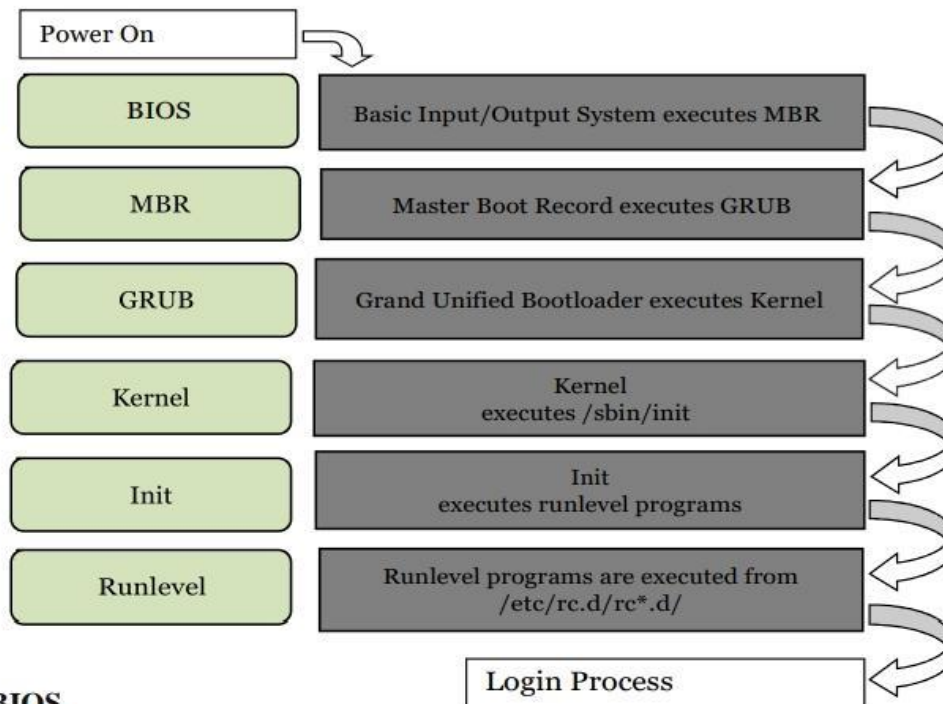 Power On
BIOS
Basic Input/Output System executes MBR
MBR
Master Boot Record executes GRUB
GRUB
Grand Unified Bootloader executes Kernel
Kernel
Kernel
executes /sbin/init
Init
Init
executes runlevel programs
Runlevel
Runlevel programs are executed from
/etc/rc.d/rc*.d/
Login Process
BIOS